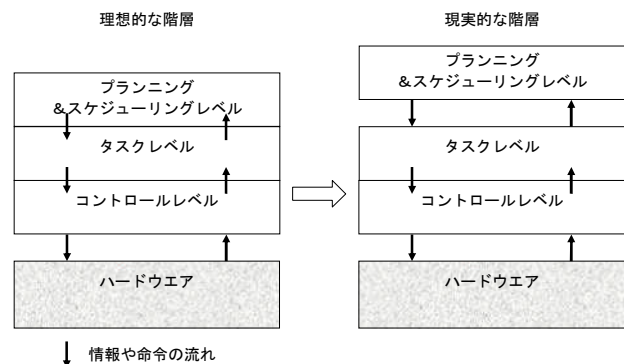 理想的な階層
プランニング
&スケジューリングレベル
タスクレベル
コントロールレベル
ハードウエア
情報や命令の流れ
現実的な階層
プランニング
&スケジューリングレベル
タスクレベル
コントロールレベル
ハードウエア